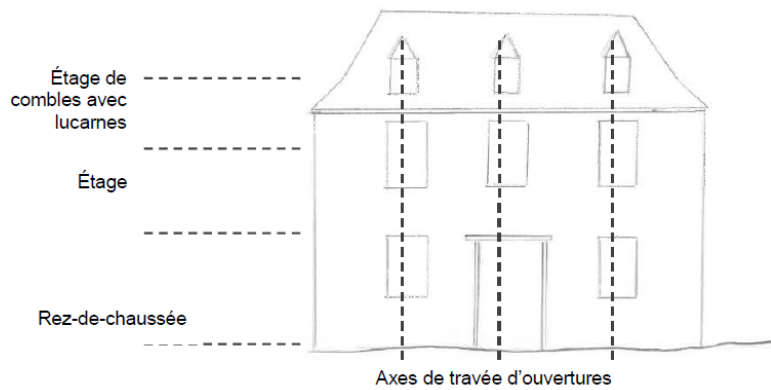 Étage de
combles avec
lucarnes
Étage
Rez-de-chaussée
Axes de travée d’ouvertures